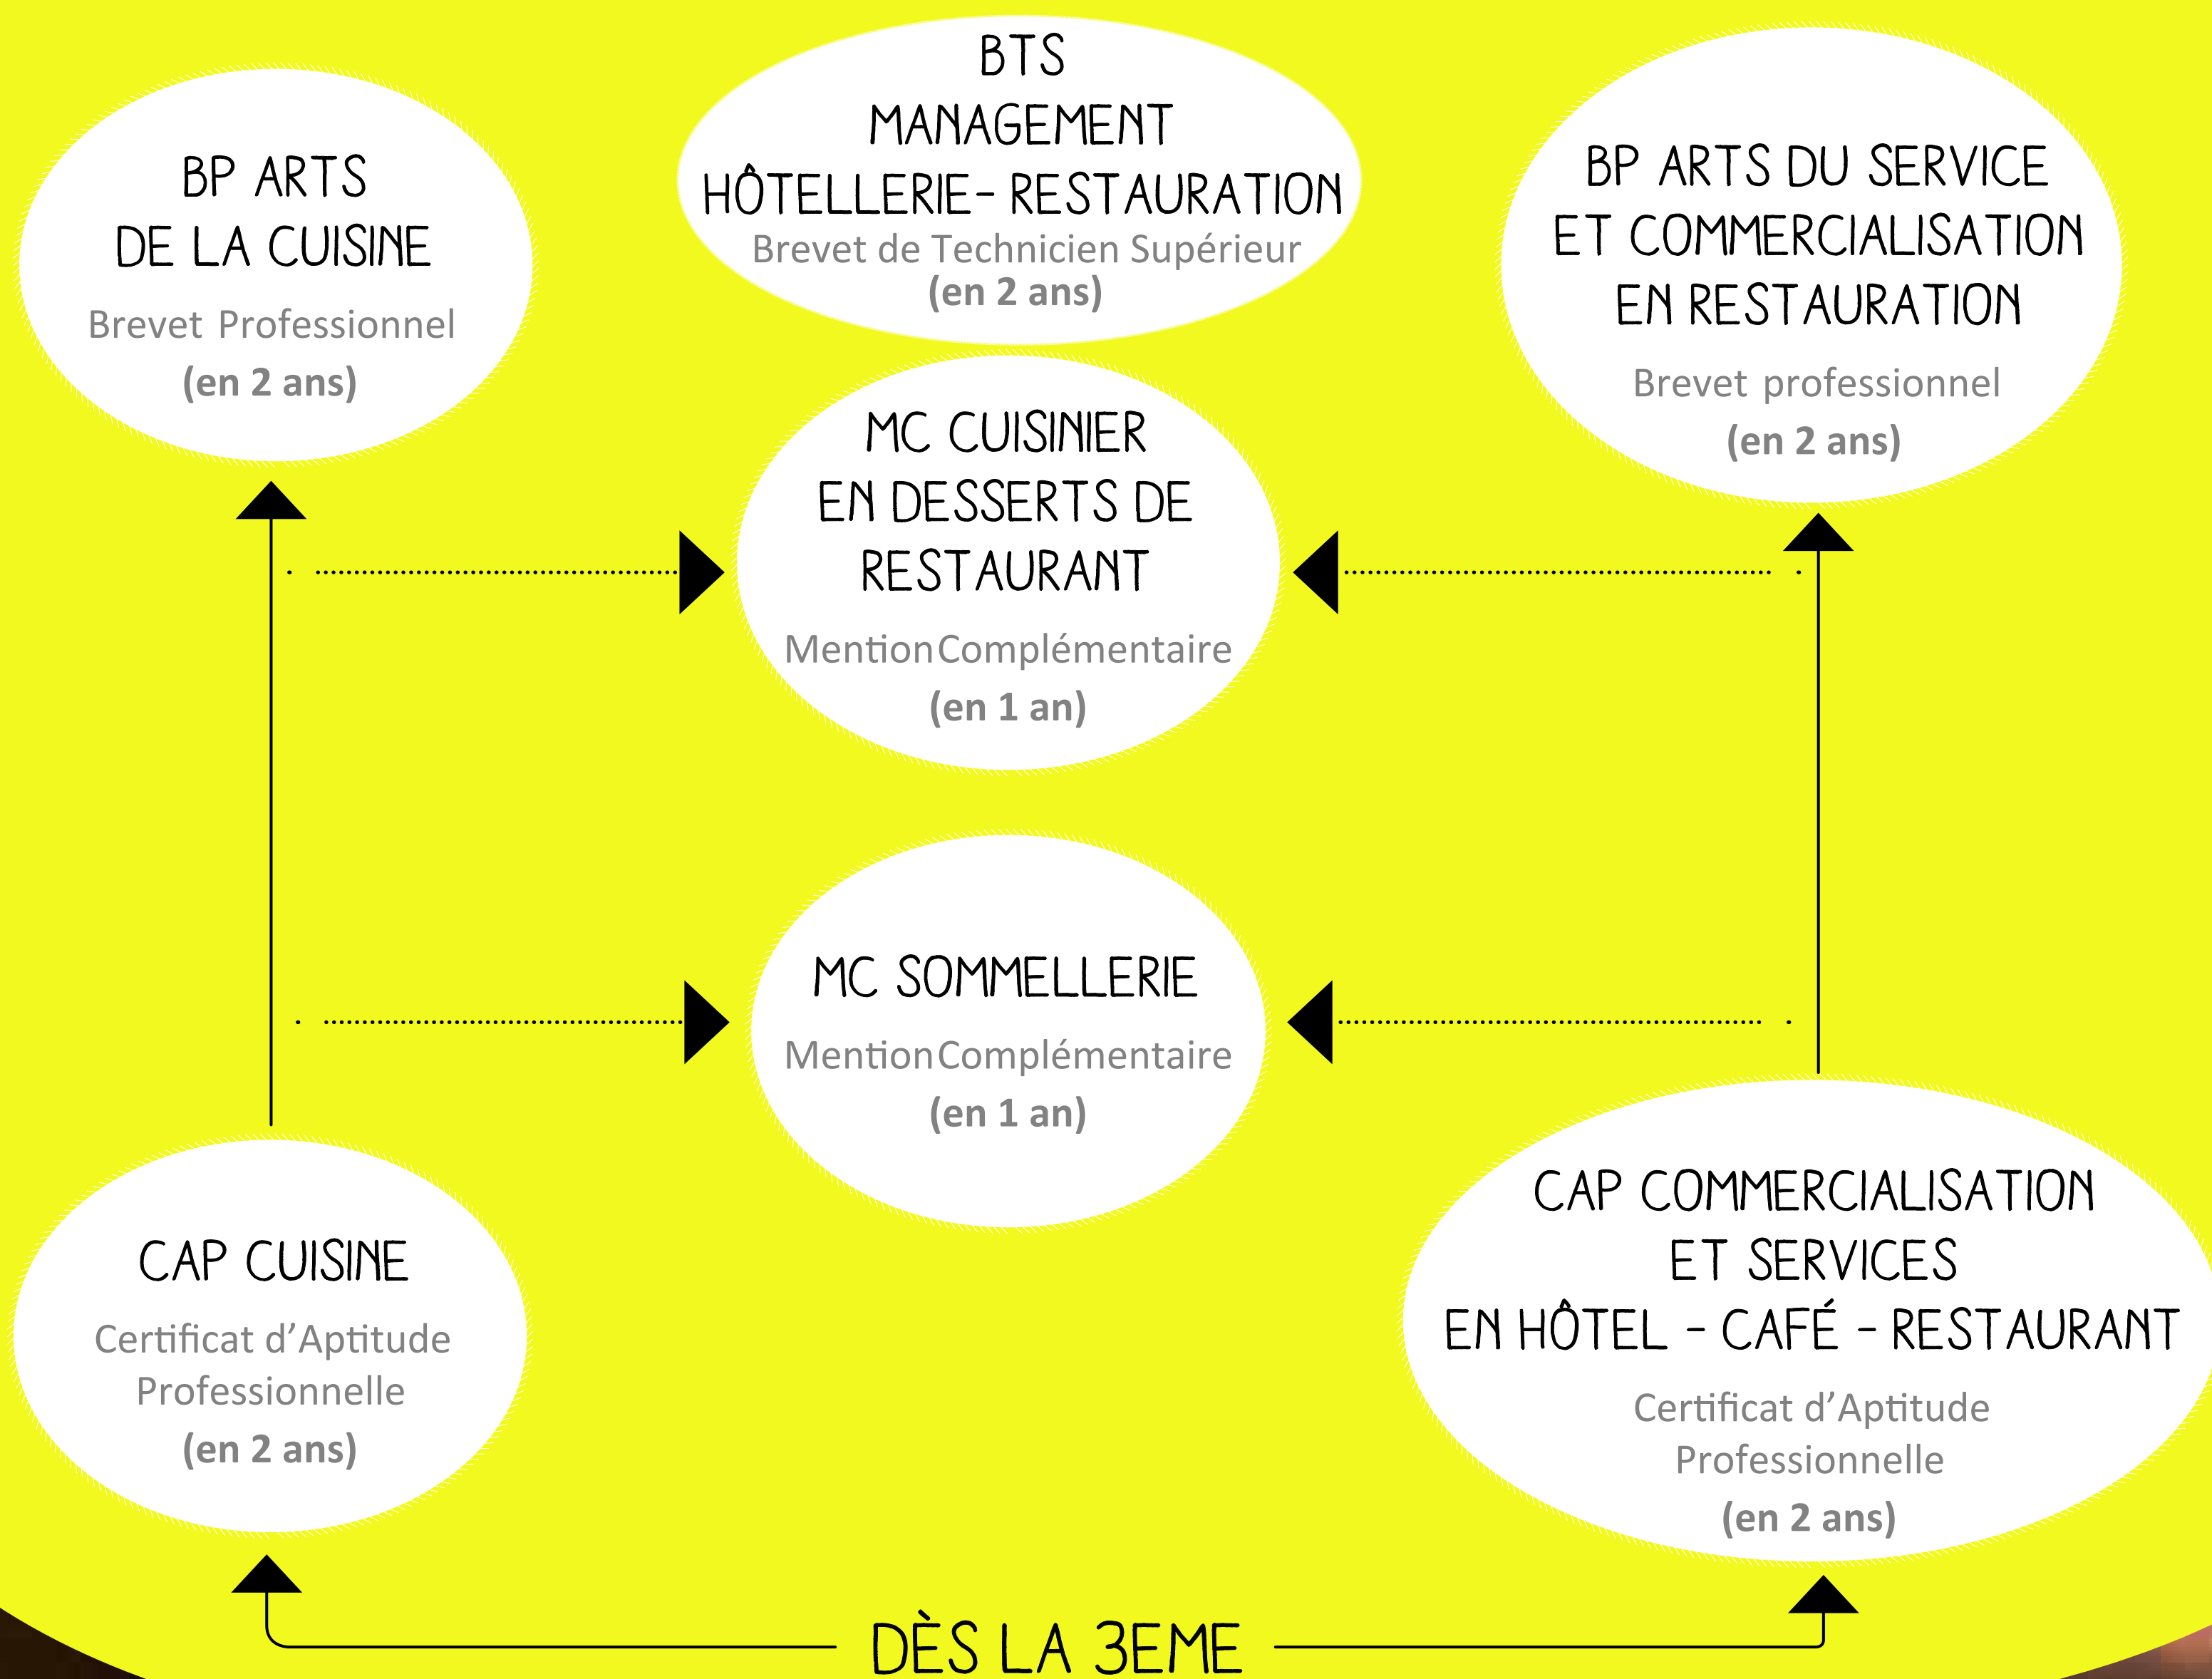 BP ARTS
DE LA CUISINE
Brevet Professionnel
(en 2 ans)
BTS
MANAGEMENT
HÔTELLERIE- RESTAURATION
Brevet de Technicien Supérieur
(en 2 ans)
BP ARTS DU SERVICE
ET COMMERCIALISATION
EN RESTAURATION
Brevet professionnel
(en 2 ans)
MC CUISINIER
EN DESSERTS DE
RESTAURANT
Mention Complémentaire
(en 1 an)
MC SOMMELLERIE
Mention Complémentaire
(en 1 an)
CAP CUISINE
Certificat d'Aptitude
Professionnelle
(en 2 ans)
CAP COMMERCIALISATION
ET SERVICES
EN HÔTEL - CAFÉ - RESTAURANT
Certificat d'Aptitude
Professionnelle
(en 2 ans)
DÈS LA 3EME